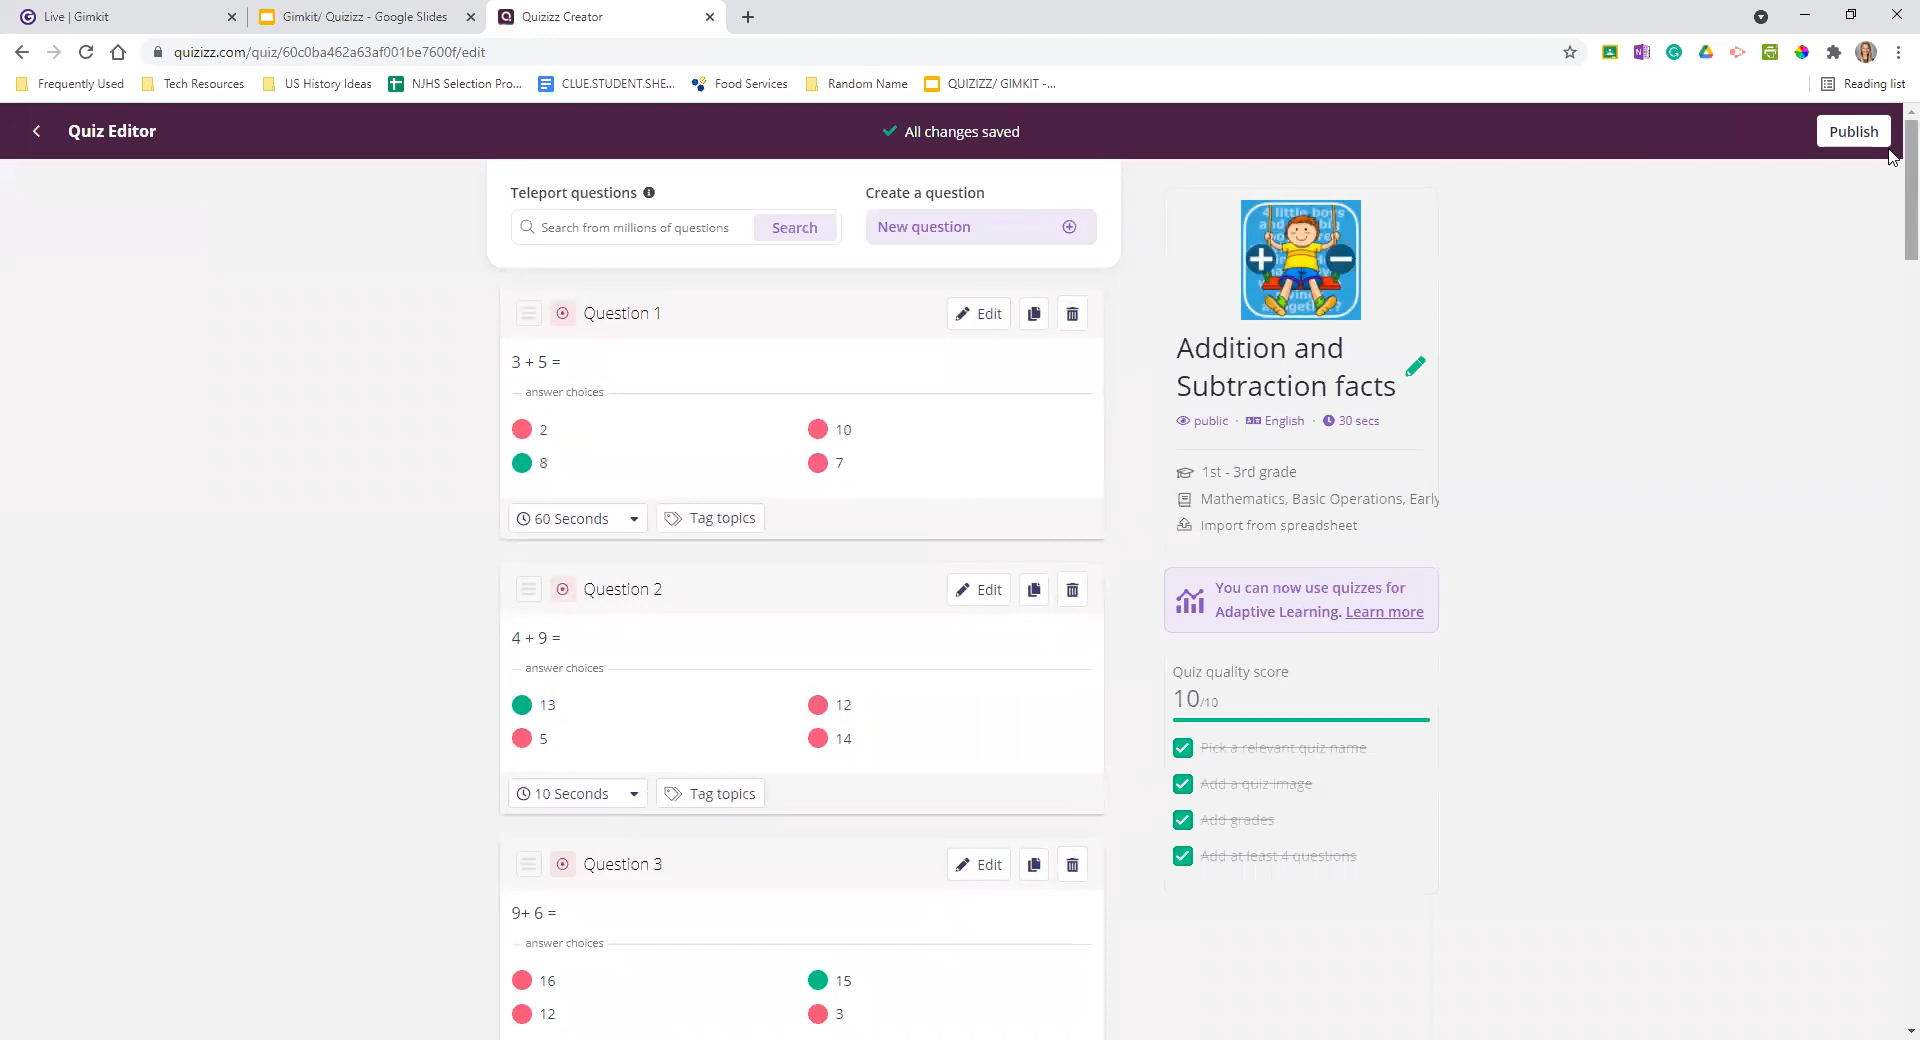 Live | Gimkit
Gimkit/ Quizizz - Google Slides
Quizizz Creator
quizizz.com/quiz/60c0ba462a63af001be7600f/edit
Frequently Used
Tech Resources
US History Ideas
NJHS Selection Pro...
CLUE.STUDENT.SHE...
Food Services
Random Name
QUIZIZZ/ GIMKIT -...
Reading list
Quiz Editor
All changes saved
Publish
Teleport questions
Search from millions of questions
Search
Create a question
New question
Question 1
Edit
3 + 5 =
answer choices
2
10
8
7
60 Seconds
Tag topics
Question 2
Edit
4 + 9 =
answer choices
13
12
5
14
10 Seconds
Tag topics
Question 3
Edit
9+ 6 =
answer choices
16
15
12
3
4 little boys
Addition and
Subtraction facts
public · English · 30 secs
1st - 3rd grade
Mathematics, Basic Operations, Early
Import from spreadsheet
You can now use quizzes for
Adaptive Learning. Learn more
Quiz quality score
10/10
Pick a relevant quiz name
Add a quiz image
Add grades
Add at least 4 questions